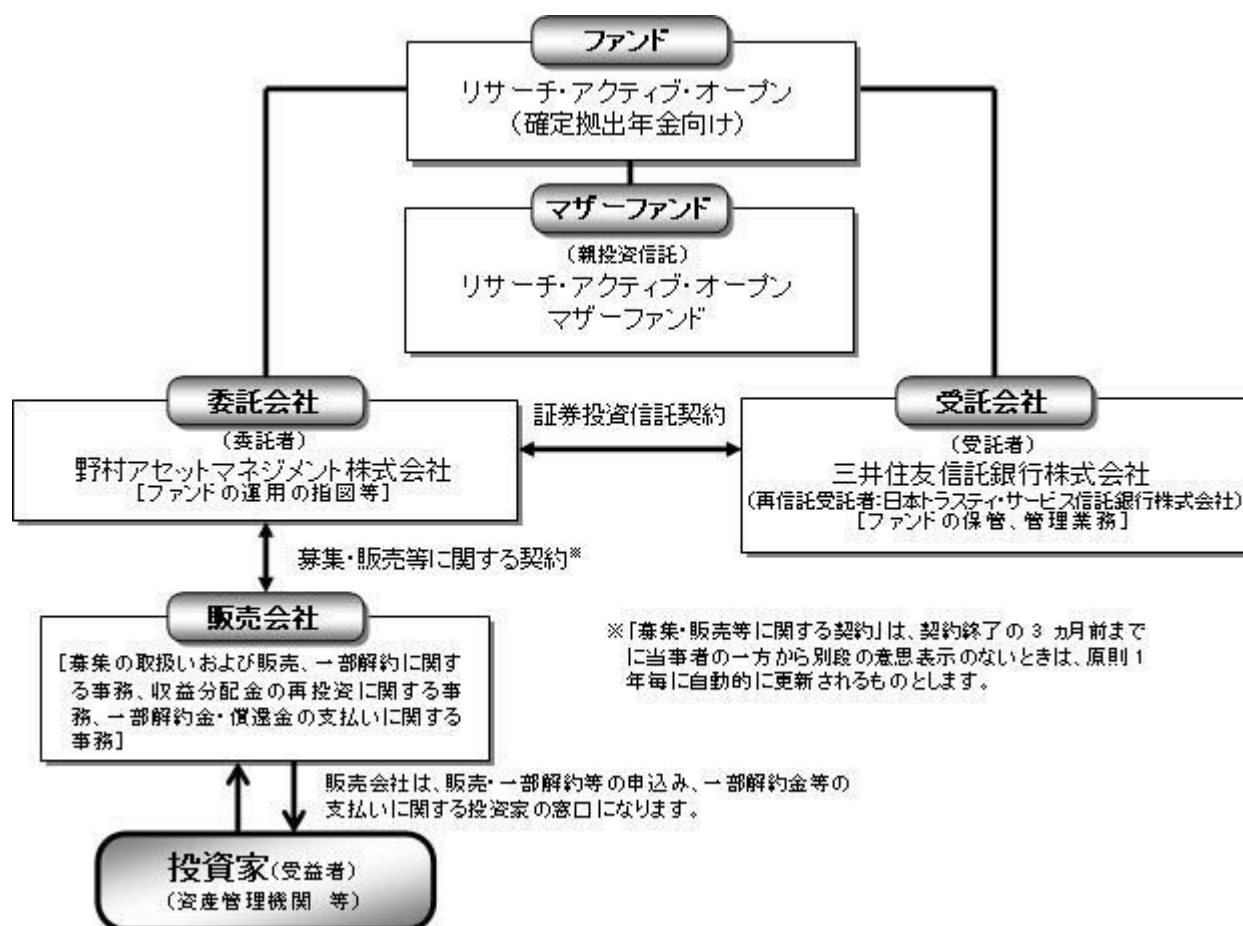 ファンド
リサーチ・アクティブ・オープン
（確定拠出年金向け）
マザーファンド
（親投資信託）
リサーチ・アクティブ・オープン
マザーファンド
委託会社
（委託者）
野村アセットマネジメント株式会社
[ファンドの運用の指図等]
証券投資信託契約
受託会社
（受託者）
三井住友信託銀行株式会社
(再信託受託者:日本トラスティ・サービス信託銀行株式会社)
[ファンドの保管、管理業務]
募集・販売等に関する契約※
販売会社
[募集の取扱いおよび販売、一部解約に関す
る事務、収益分配金の再投資に関する事
務、一部解約金・償還金の支払いに関する
事務]
※「募集・販売等に関する契約」は、契約終了の3ヵ月前まで
に当事者の一方から別段の意思表示のないときは、原則1
年毎に自動的に更新されるものとします。
販売会社は、販売・一部解約等の申込み、一部解約金等の
支払いに関する投資家の窓口になります。
投資家(受益者)
(資産管理機関 等)